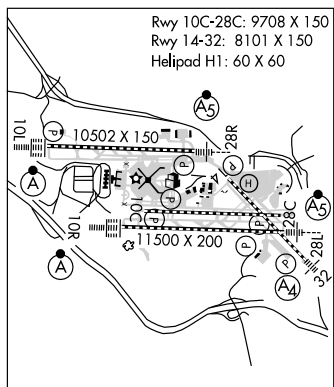 Rwy 10C-28C: 9708 X 150
Rwy 14-32: 8101 X 150
Helipad H1: 60 X 60
A5
10L
P
10502 X 150
28R
P
P
A
H
10C
P
28C
A5
10R
11500 X 200
P
P
28L
A
P
32
A4